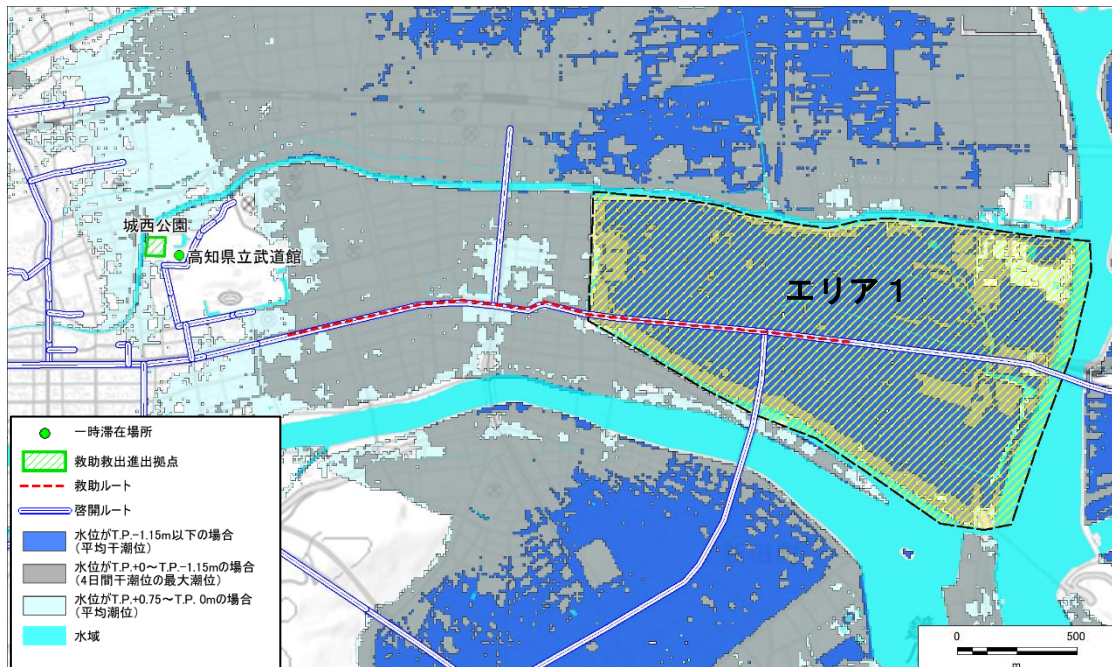 城西公園
高知県立武道館
エリア１
一時滞在場所
救助救出進出拠点
救助ルート
啓開ルート
水位がT.P.-1.15m以下の場合
（平均干潮位）
水位がT.P.+0～T.P.-1.15mの場合
（4日間干潮位の最大潮位）
水位がT.P.+0.75～T.P. 0mの場合
（平均潮位）
水域
0 500
m